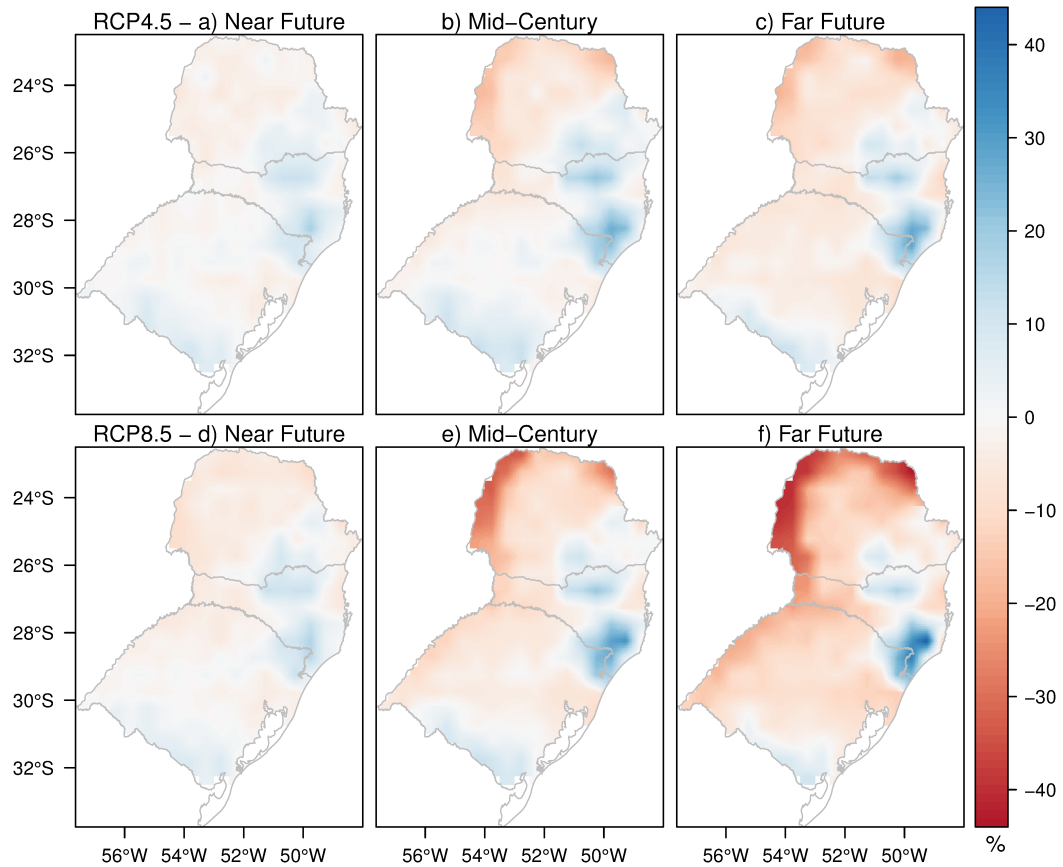 RCP4.5 − a) Near Future
b) Mid−Century
c) Far Future
24°S
26°S
28°S
30°S
32°S
RCP8.5 − d) Near Future
e) Mid−Century
f) Far Future
24°S
26°S
28°S
30°S
32°S
56°W 54°W 52°W 50°W
56°W 54°W 52°W 50°W
56°W 54°W 52°W 50°W
40
30
20
10
0
−10
−20
−30
−40
%